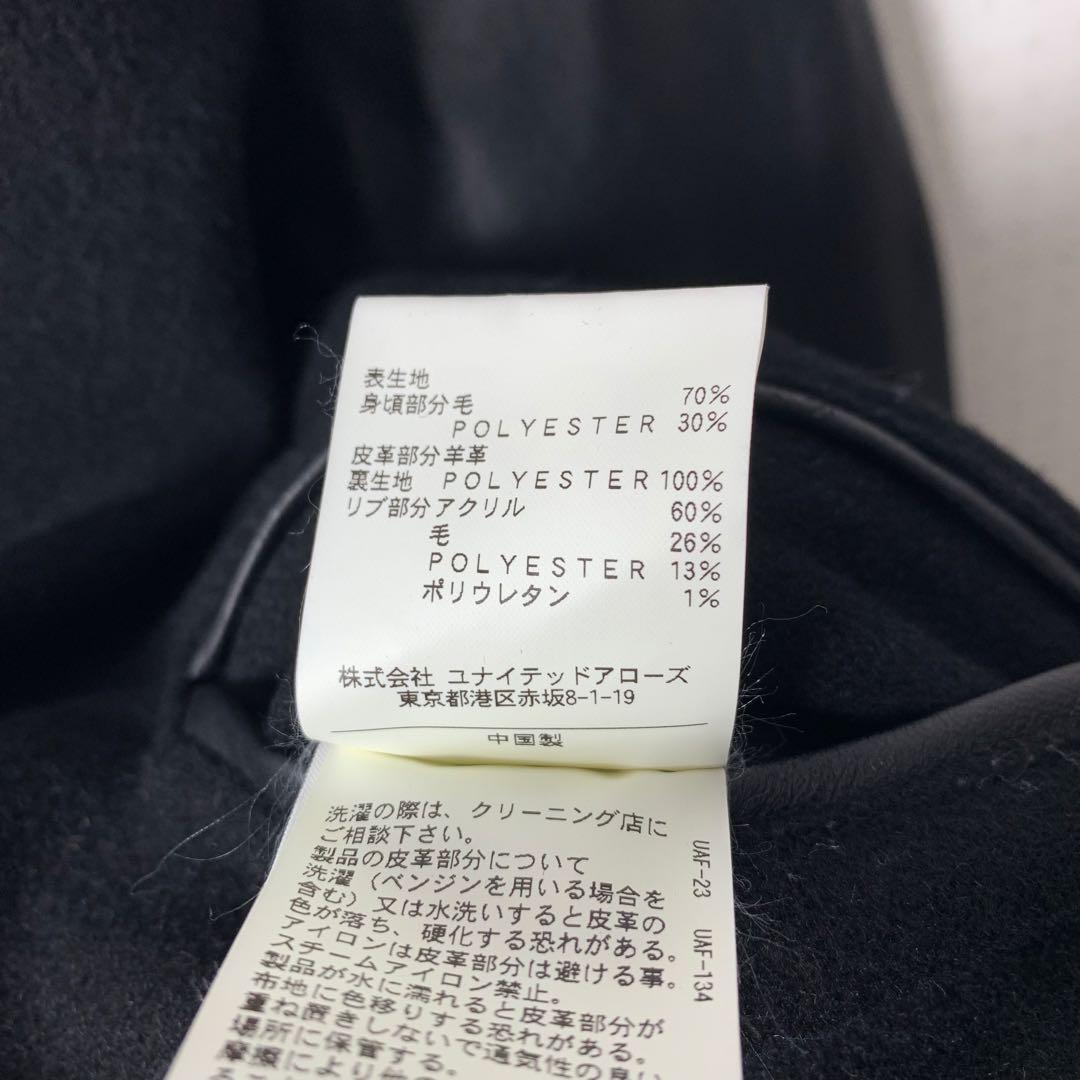 表生地
身頃部分毛 70%
POLYESTER 30%
皮革部分羊革
裏生地 POLYESTER 100%
リブ部分アクリル 60%
毛 26%
POLYESTER 13%
ポリウレタン 1%
株式会社 ユナイテッドアローズ
東京都港区赤坂8-1-19
中国製
洗濯の際は、クリーニング店に
ご相談下さい。
製品の皮革部分について
洗濯（ベンジンを用いる場合を
含む）又は水洗いすると皮革の
色が落ち、硬化する恐れがある。
アイロンは皮革部分は避ける事。
スチームアイロン禁止。
製品が水に濡れると皮革部分が
布地に色移りする恐れがある。
重ね置きしないで通気性の良い
場所に保管する。
摩擦により他の
UAF-23 UAF-134